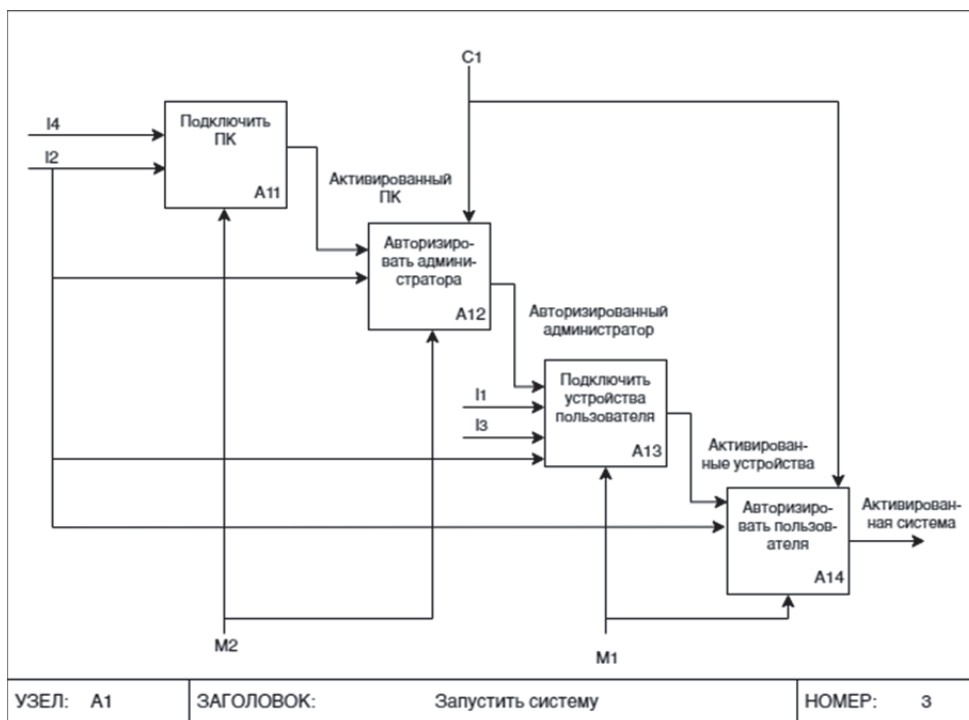 C1
I4
Подключить
ПК
I2
A11
Активированный
ПК
Авторизиро-
вать админи-
стратора
A12
Авторизированный
администратор
Подключить
устройства
пользователя
I1
I3
A13
Активирован-
ные устройства
Авторизиро-
вать пользов-
ателя
A14
Активирован-
ная система
M2
M1
УЗЕЛ: A1 ЗАГОЛОВОК: Запустить систему НОМЕР: 3